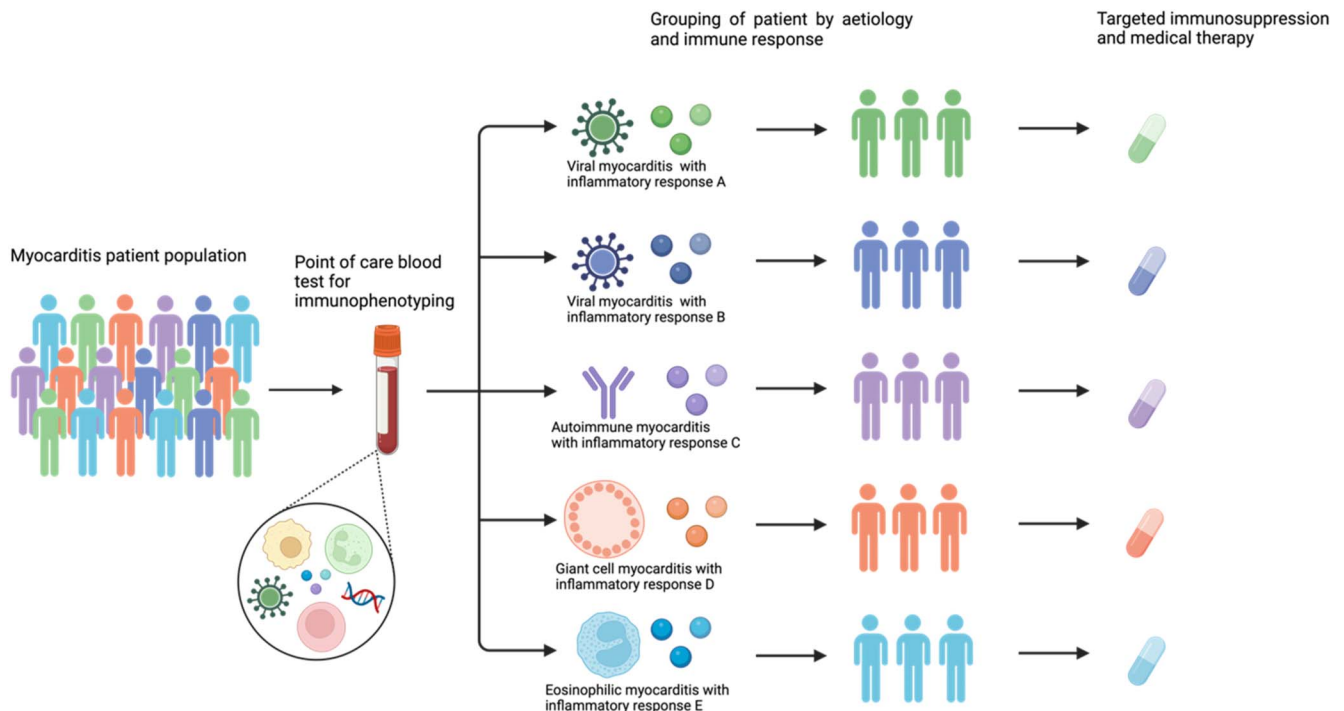 Grouping of patient by aetiology
and immune response
Targeted immunosuppression
and medical therapy
Viral myocarditis with
inflammatory response A
Myocarditis patient population
Point of care blood
test for
immunophenotyping
Viral myocarditis with
inflammatory response B
Autoimmune myocarditis
with inflammatory response C
Giant cell myocarditis with
inflammatory response D
Eosinophilic myocarditis with
inflammatory response E